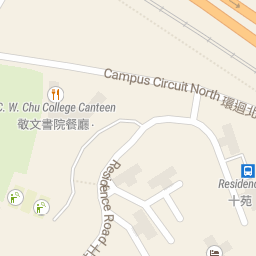 Campus Circuit North 環迴北
C. W. Chu College Canteen
敬文書院餐廳
Residence Road
Residenc
十苑